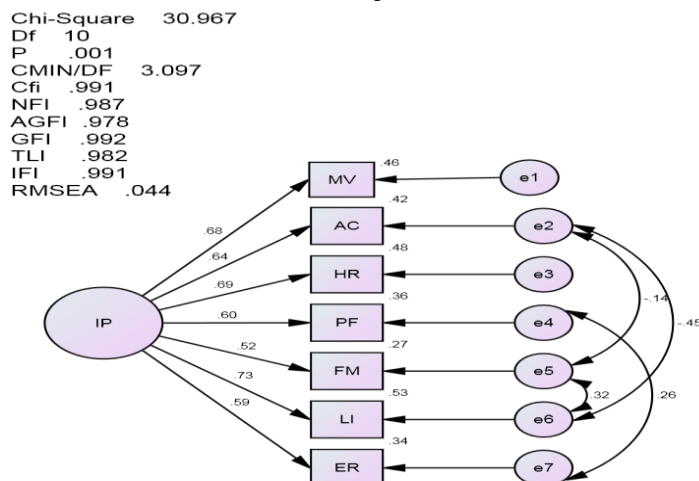 Chi-Square 30.967
Df 10
P .001
CMIN/DF 3.097
Cfi .991
NFI .987
AGFI .978
GFI .992
TLI .982
IFI .991
RMSEA .044
.46
MV
e1
.42
.68
AC
e2
.64
.48
HR
e3
.69
.36
-.14
IP
.60
PF
e4
-.45
.27
.52
FM
e5
.73
.53
.32
.26
.59
LI
e6
.34
ER
e7